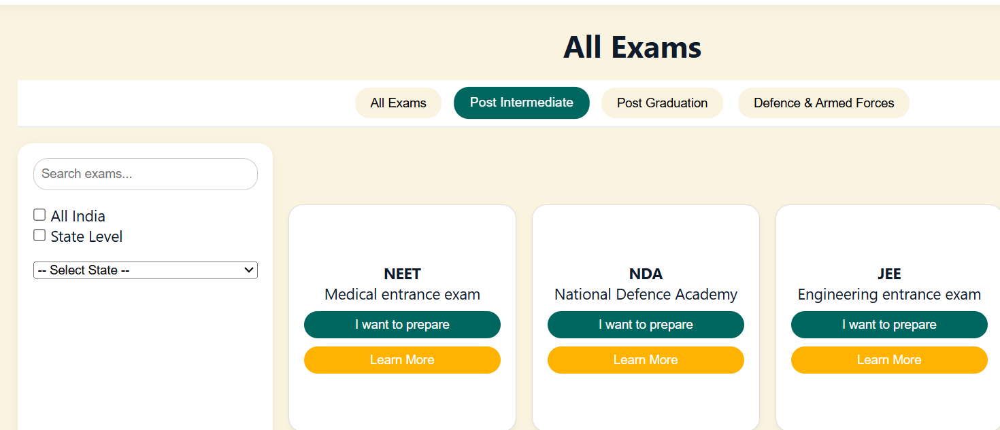 All Exams
All Exams Post Intermediate Post Graduation Defence & Armed Forces
Search exams...
All India
State Level
-- Select State --
NEET
Medical entrance exam
I want to prepare
Learn More
NDA
National Defence Academy
I want to prepare
Learn More
JEE
Engineering entrance exam
I want to prepare
Learn More